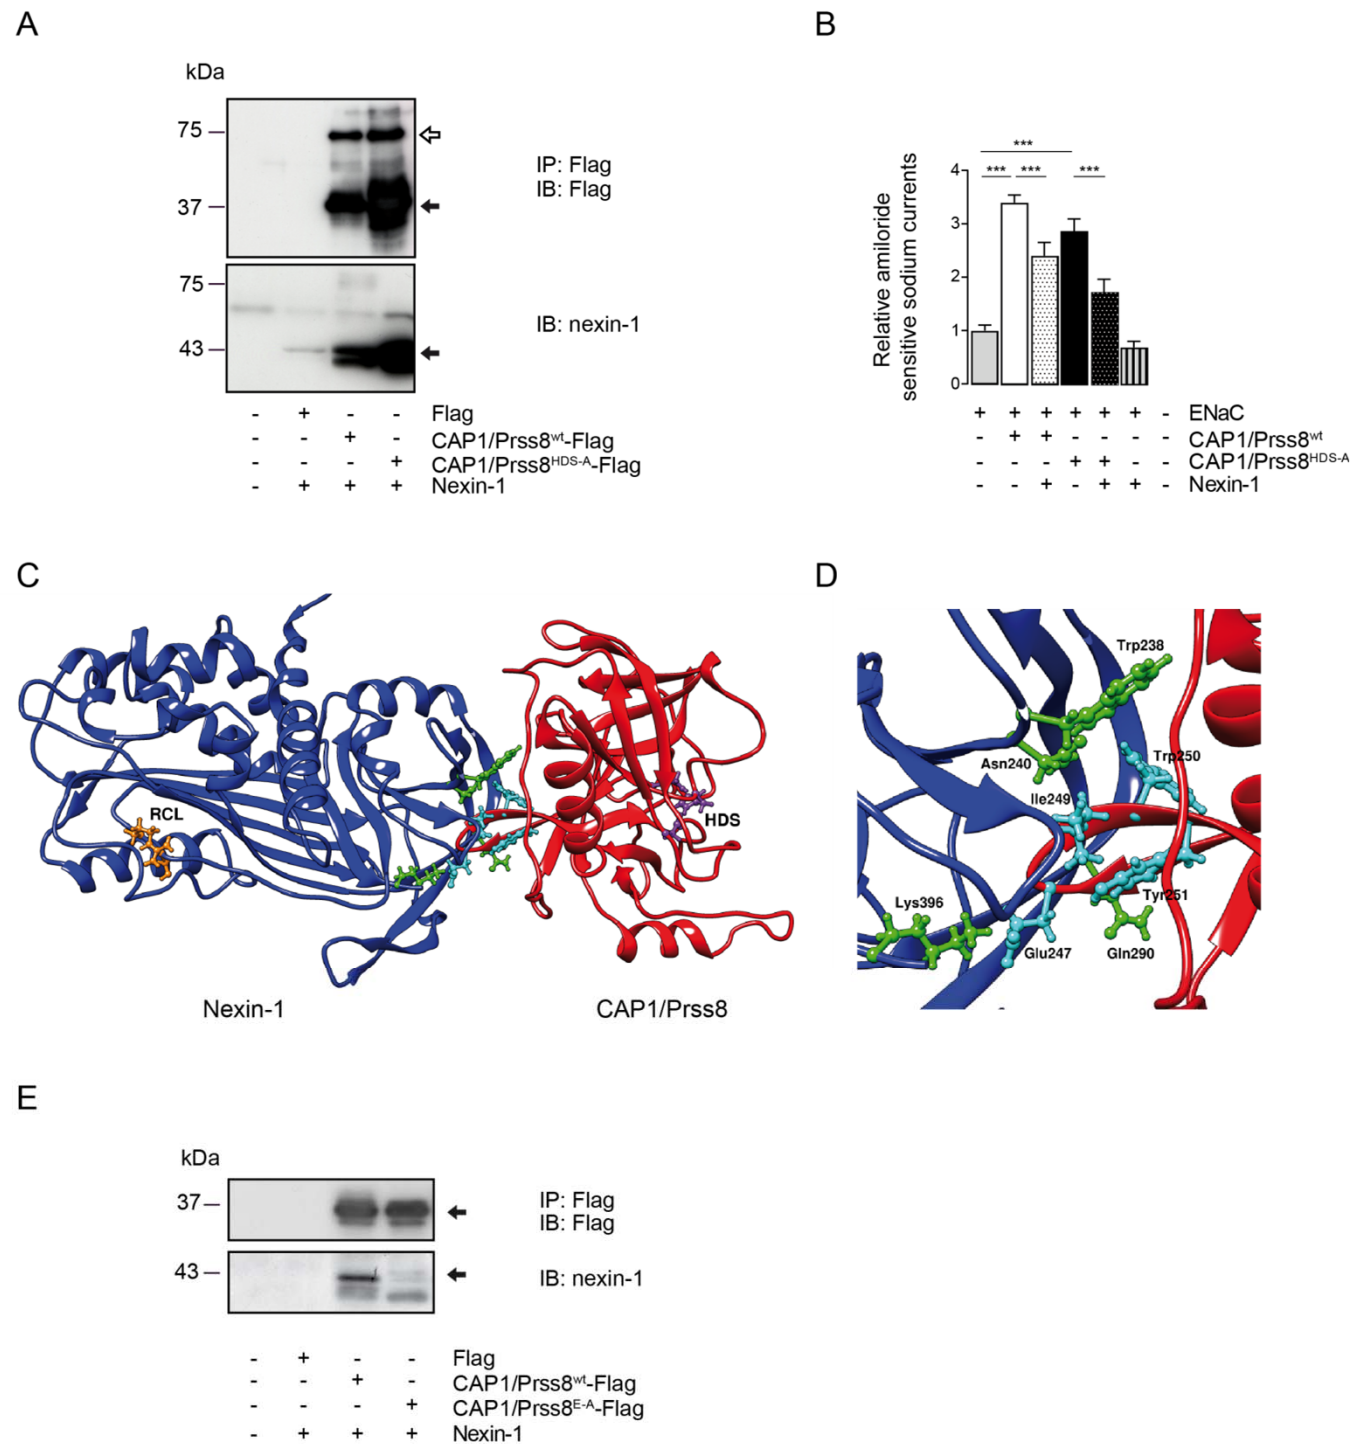 A
kDa
75
37
IP: Flag
IB: Flag
75
43
IB: nexin-1
- + - - Flag
- - + - CAP1/Prss8wt-Flag
- - - + CAP1/Prss8HDS-A-Flag
- + + + Nexin-1
B
Relative amiloride
sensitive sodium currents
***
*** *** ***
4
3
2
1
0
+ + + + + + - ENaC
- + + - - - - CAP1/Prss8wt
- - - + + - - CAP1/Prss8HDS-A
- - + - + + - Nexin-1
C
RCL
HDS
Nexin-1
CAP1/Prss8
D
Trp238
Asn240
Trp250
Ile249
Lys396
Tyr251
Glu247
Gln290
E
kDa
37
IP: Flag
IB: Flag
43
IB: nexin-1
- + - - Flag
- - + - CAP1/Prss8wt-Flag
- - - + CAP1/Prss8E-A-Flag
- + + + Nexin-1